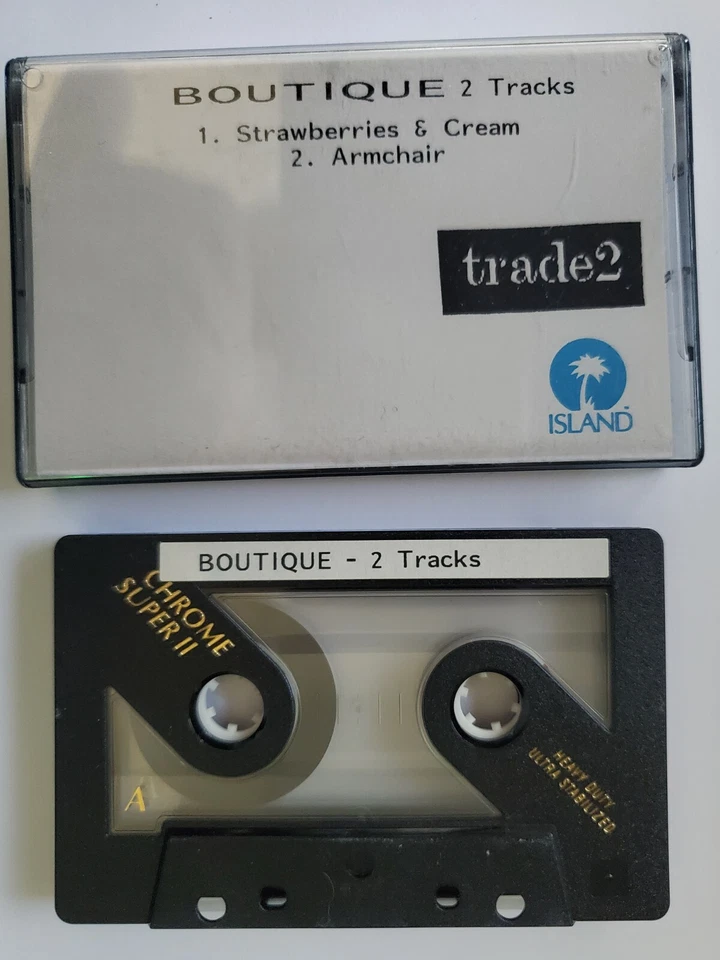 BOUTIQUE 2 Tracks
1. Strawberries & Cream
2. Armchair
trade2
ISLAND
BOUTIQUE - 2 Tracks
CHROME
SUPER II
HEAVY DUTY
ULTRA STABILIZED
A